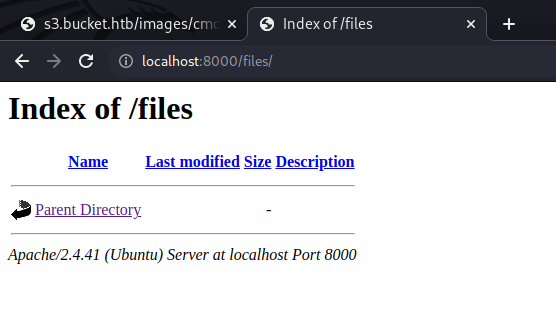 s3.bucket.htb/images/cmd
Index of /files
localhost:8000/files/
Index of /files
Name Last modified Size Description
Parent Directory -
Apache/2.4.41 (Ubuntu) Server at localhost Port 8000